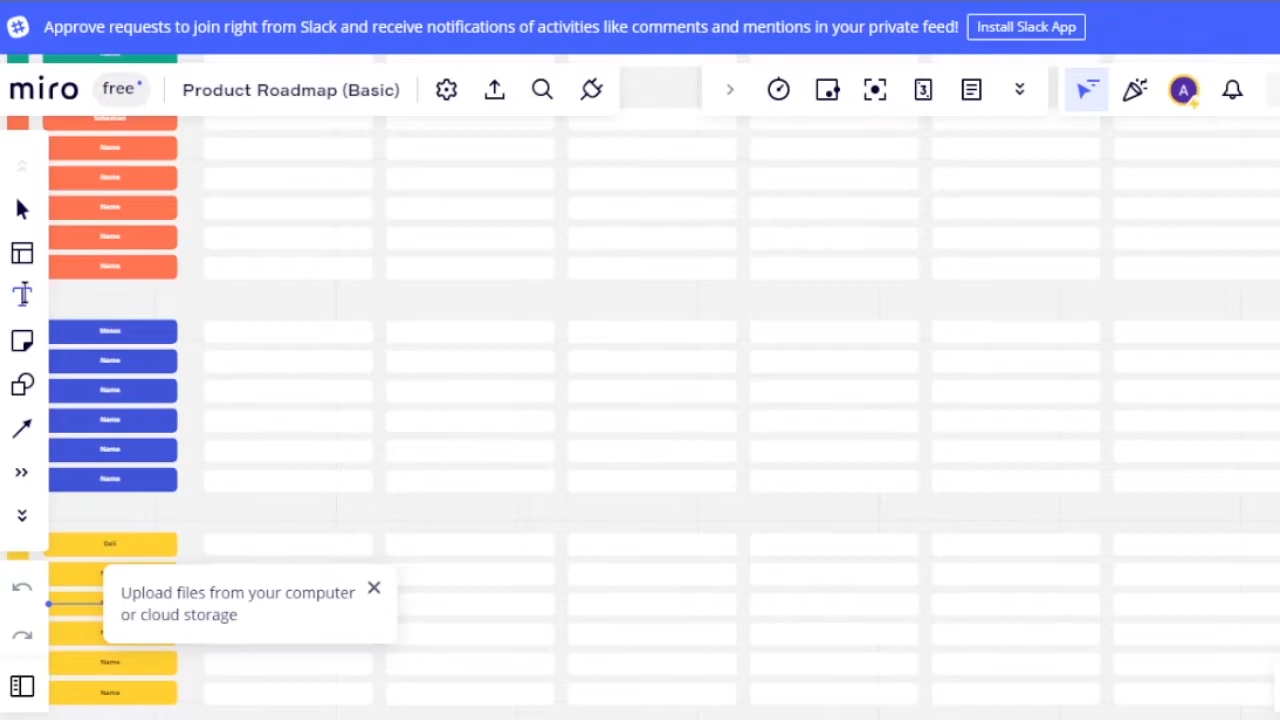 Approve requests to join right from Slack and receive notifications of activities like comments and mentions in your private feed! Install Slack App
miro free Product Roadmap (Basic) 3 A
Sebastian
Name
Name
Name
Name
Name
Moses
Name
Name
Name
Name
Name
Upload files from your computer
or cloud storage
Name
Name